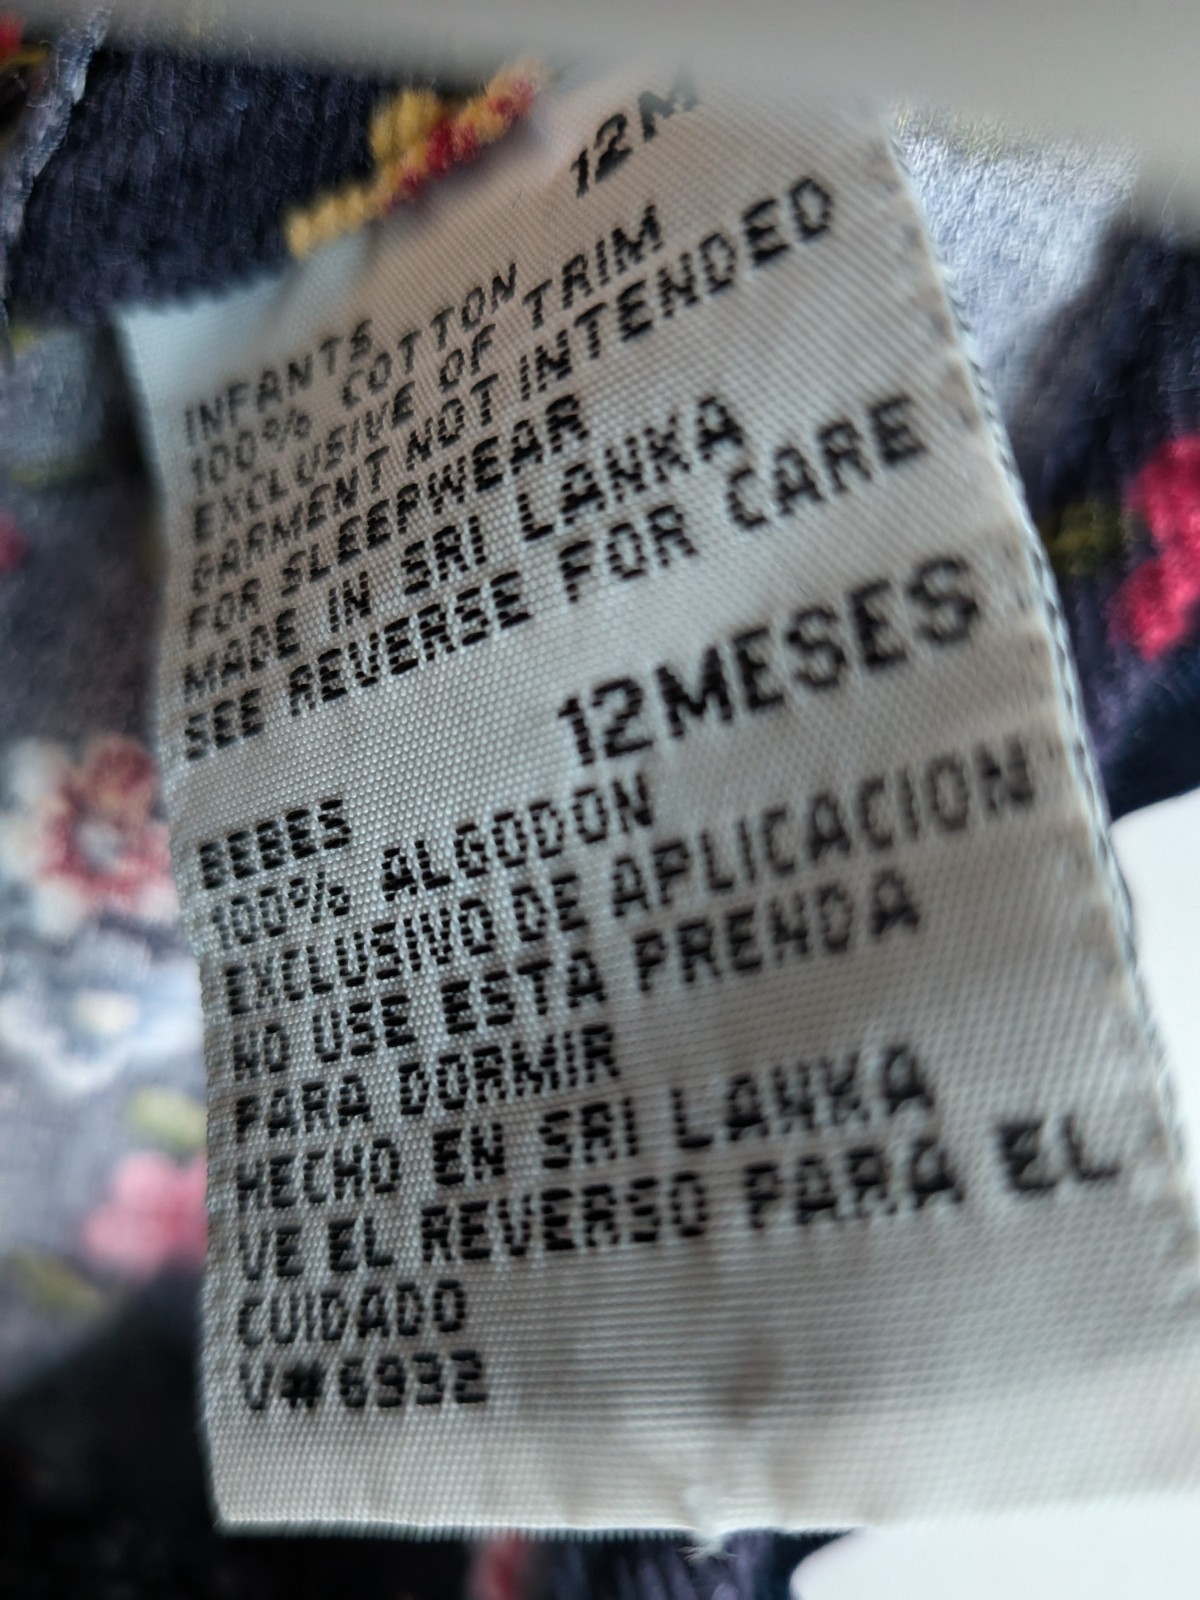 12M
INFANTS
100% COTTON
EXCLUSIVE OF TRIM
GARMENT NOT INTENDED
FOR SLEEPWEAR
MADE IN SRI LANKA
SEE REVERSE FOR CARE
12MESES
BEBES
100% ALGODON
EXCLUSIVO DE APLICACION
NO USE ESTA PRENDA
PARA DORMIR
HECHO EN SRI LANKA
VE EL REVERSO PARA EL
CUIDADO
V#6932